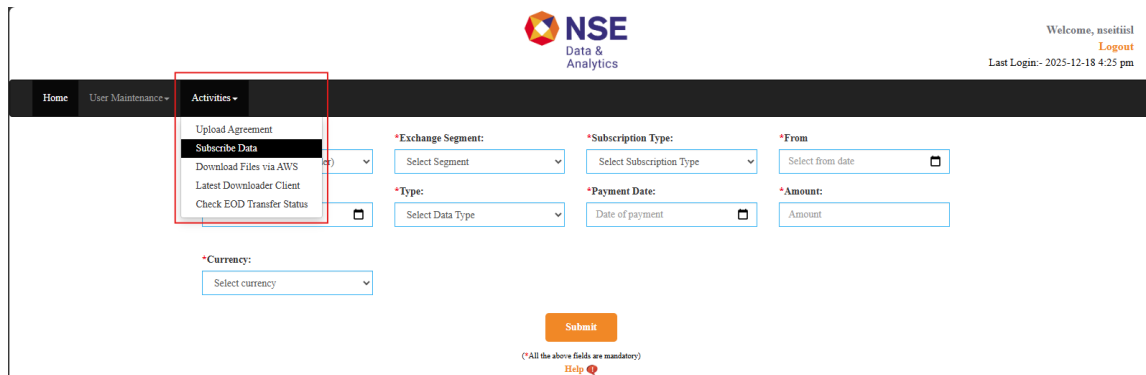 NSE
Data &
Analytics
Welcome, nseitiisl
Logout
Last Login:- 2025-12-18 4:25 pm
Home User Maintenance Activities
Upload Agreement
Subscribe Data
Download Files via AWS
Latest Downloader Client
Check EOD Transfer Status
*Exchange Segment: *Subscription Type: *From
Select Segment Select Subscription Type Select from date
*Type: *Payment Date: *Amount:
Select Data Type Date of payment Amount
*Currency:
Select currency
Submit
(*All the above fields are mandatory)
Help